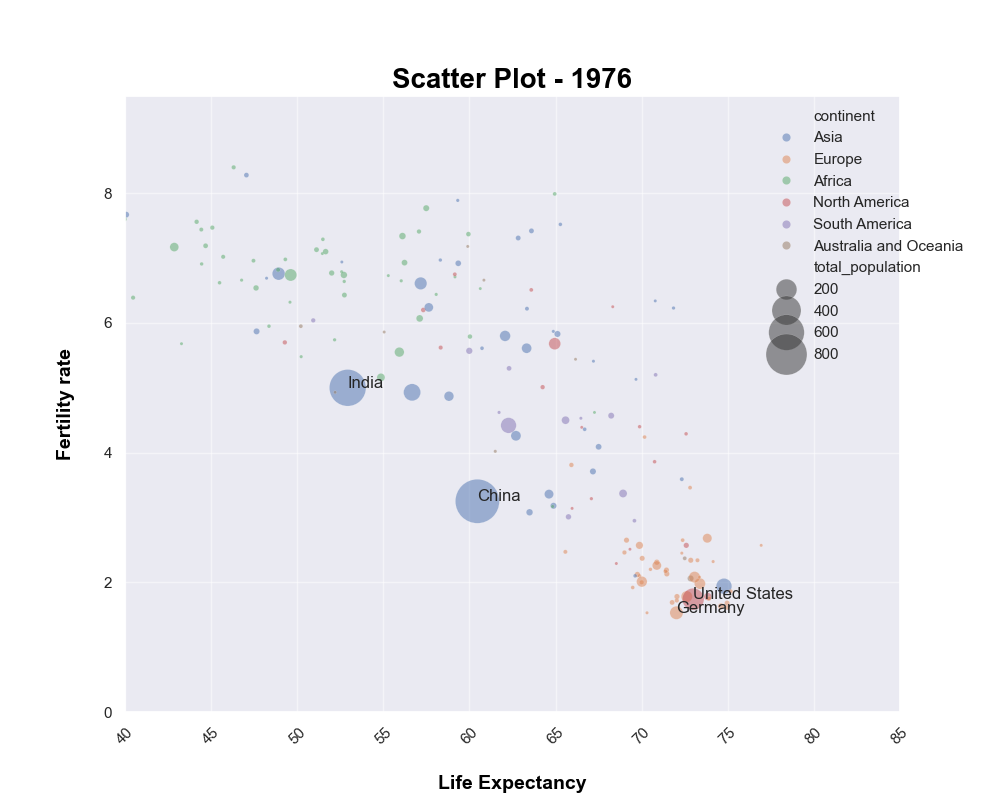 Scatter Plot - 1976
continent
Asia
Europe
Africa
North America
South America
Australia and Oceania
total_population
200
400
600
800
Fertility rate
8
6
4
2
0
India
China
United States
Germany
40 45 50 55 60 65 70 75 80 85
Life Expectancy